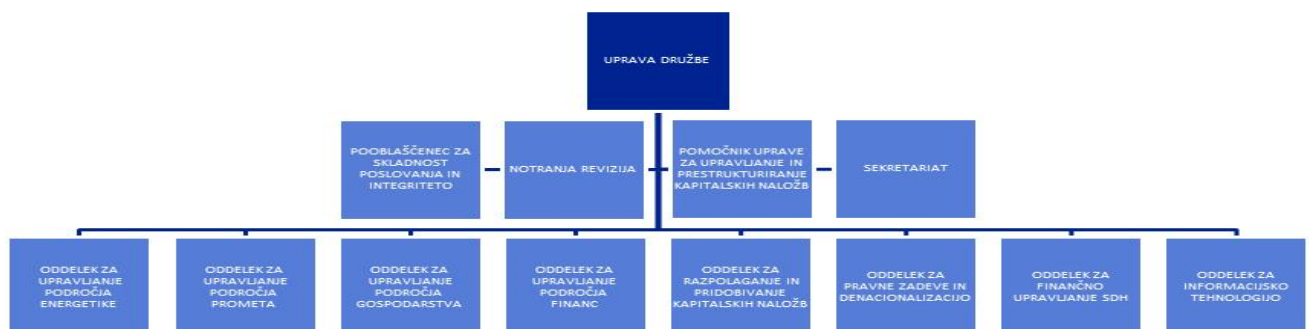 UPRAVA DRUŽBE
POOBLAŠČENEC ZA
SKLADNOST
POSLOVANJA IN
INTEGRITETO
NOTRANJA REVIZIJA
POMOČNIK UPRAVE
ZA UPRAVLJANJE IN
PRESTRUKTURIRANJE
KAPITALSKIH NALOŽB
SEKRETARIAT
ODDELEK ZA
UPRAVLJANJE
PODROČJA
ENERGETIKE
ODDELEK ZA
UPRAVLJANJE
PODROČJA
PROMETA
ODDELEK ZA
UPRAVLJANJE
PODROČJA
GOSPODARSTVA
ODDELEK ZA
UPRAVLJANJE
PODROČJA
FINANC
ODDELEK ZA
RAZPOLAGANJE IN
PRIDOBIVANJE
KAPITALSKIH NALOŽB
ODDELEK ZA
PRAVNE ZADEVE IN
DENACIONALIZACIJO
ODDELEK ZA
FINANČNO
UPRAVLJANJE SDH
ODDELEK ZA
INFORMACIJSKO
TEHNOLOGIJO